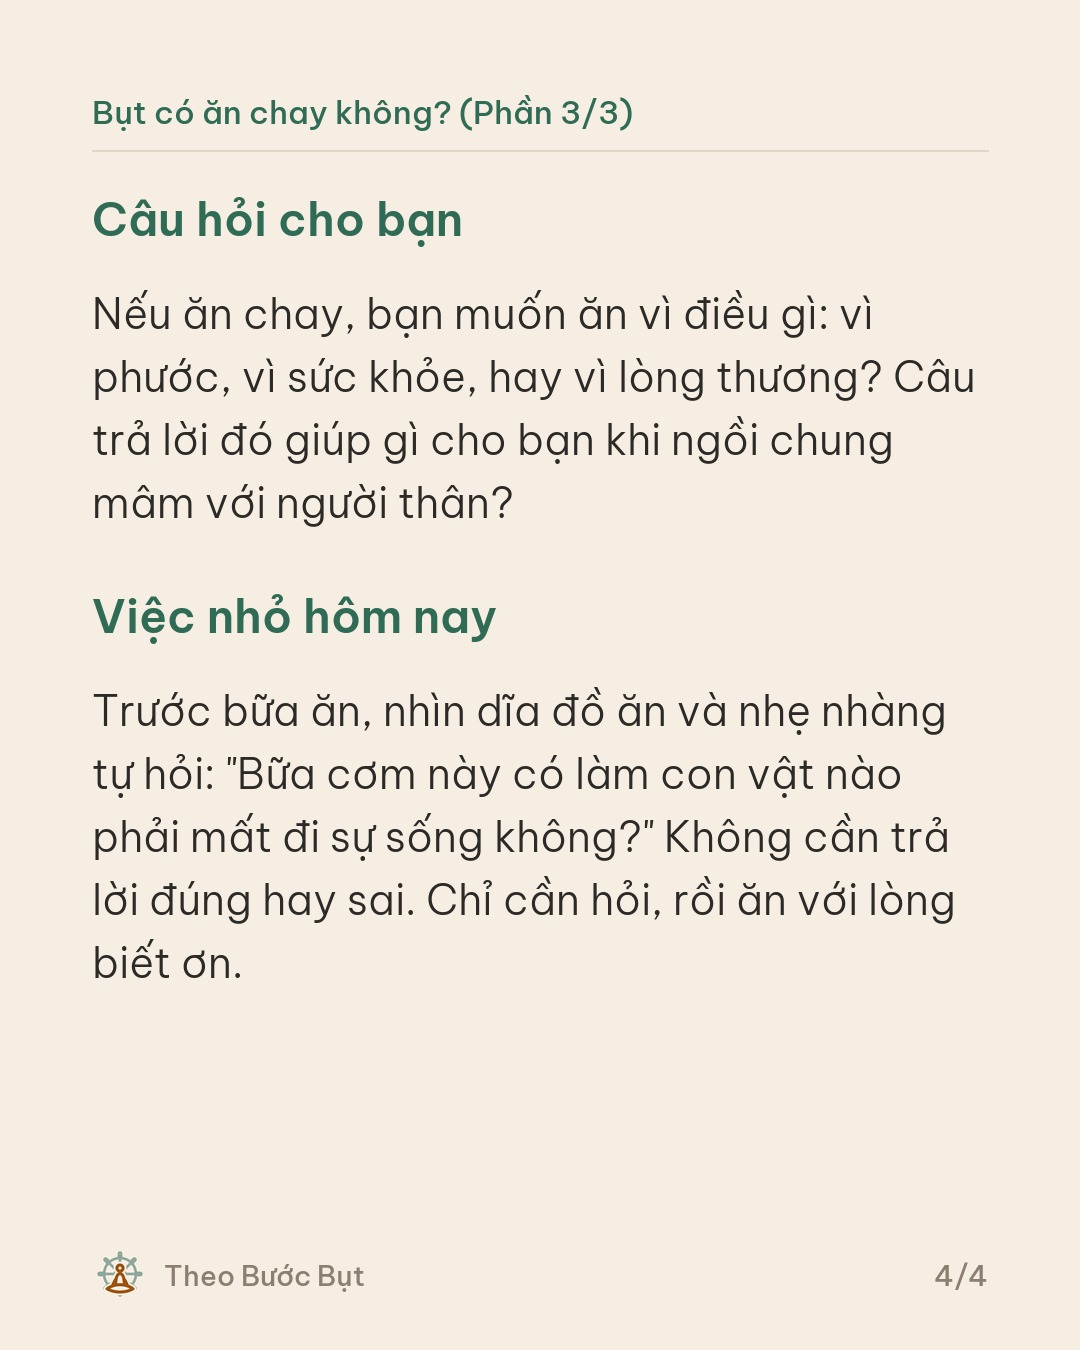 Bụt có ăn chay không? (Phần 3/3)
Câu hỏi cho bạn
Nếu ăn chay, bạn muốn ăn vì điều gì: vì
phước, vì sức khỏe, hay vì lòng thương? Câu
trả lời đó giúp gì cho bạn khi ngồi chung
mâm với người thân?
Việc nhỏ hôm nay
Trước bữa ăn, nhìn dĩa đồ ăn và nhẹ nhàng
tự hỏi: "Bữa cơm này có làm con vật nào
phải mất đi sự sống không?" Không cần trả
lời đúng hay sai. Chỉ cần hỏi, rồi ăn với lòng
biết ơn.
Theo Bước Bụt
4/4